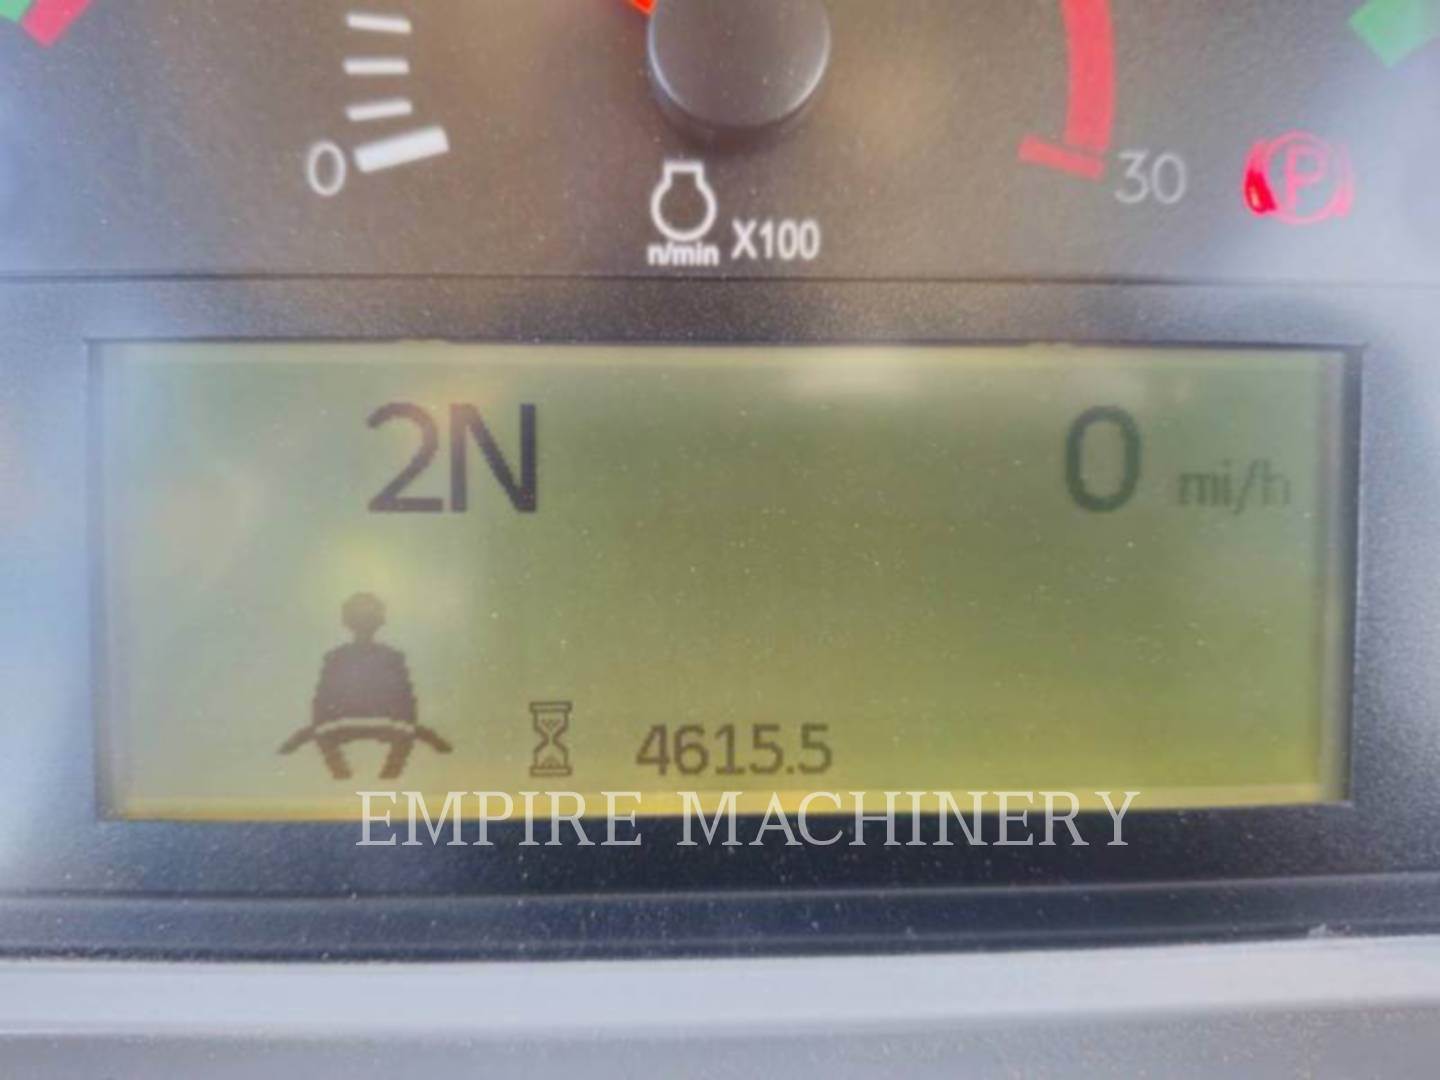 0
30
P
n/min X100
2N 0 mi/h
4615.5
EMPIRE MACHINERY